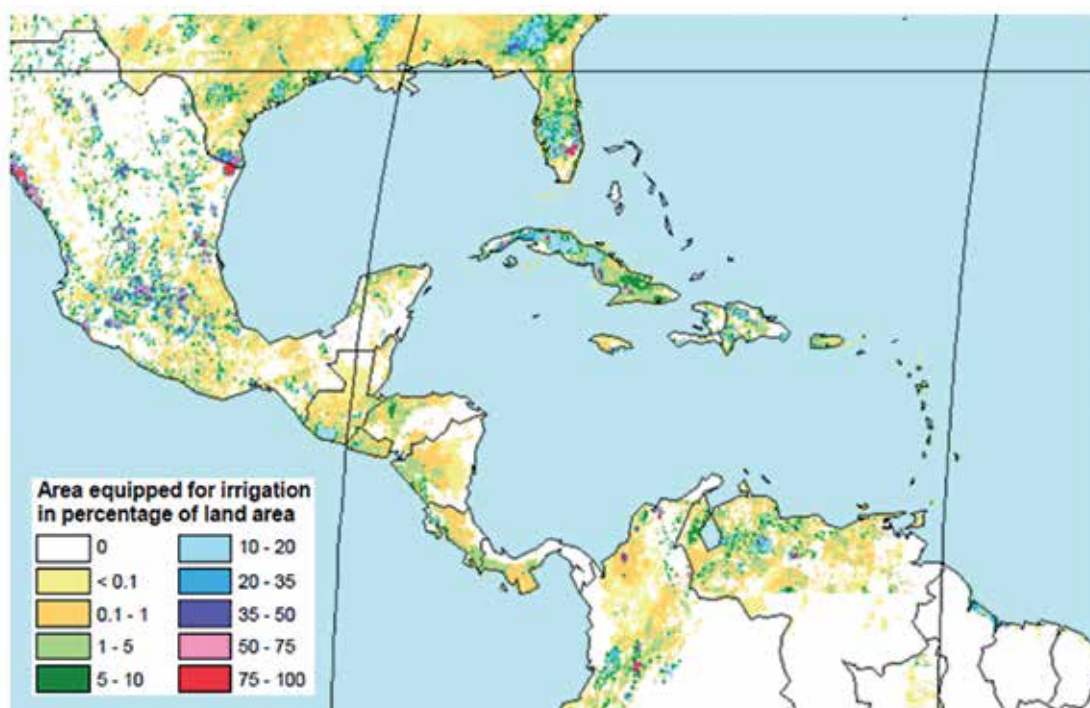 Area equipped for irrigation
in percentage of land area
0
< 0.1
0.1 - 1
1 - 5
5 - 10
10 - 20
20 - 35
35 - 50
50 - 75
75 - 100